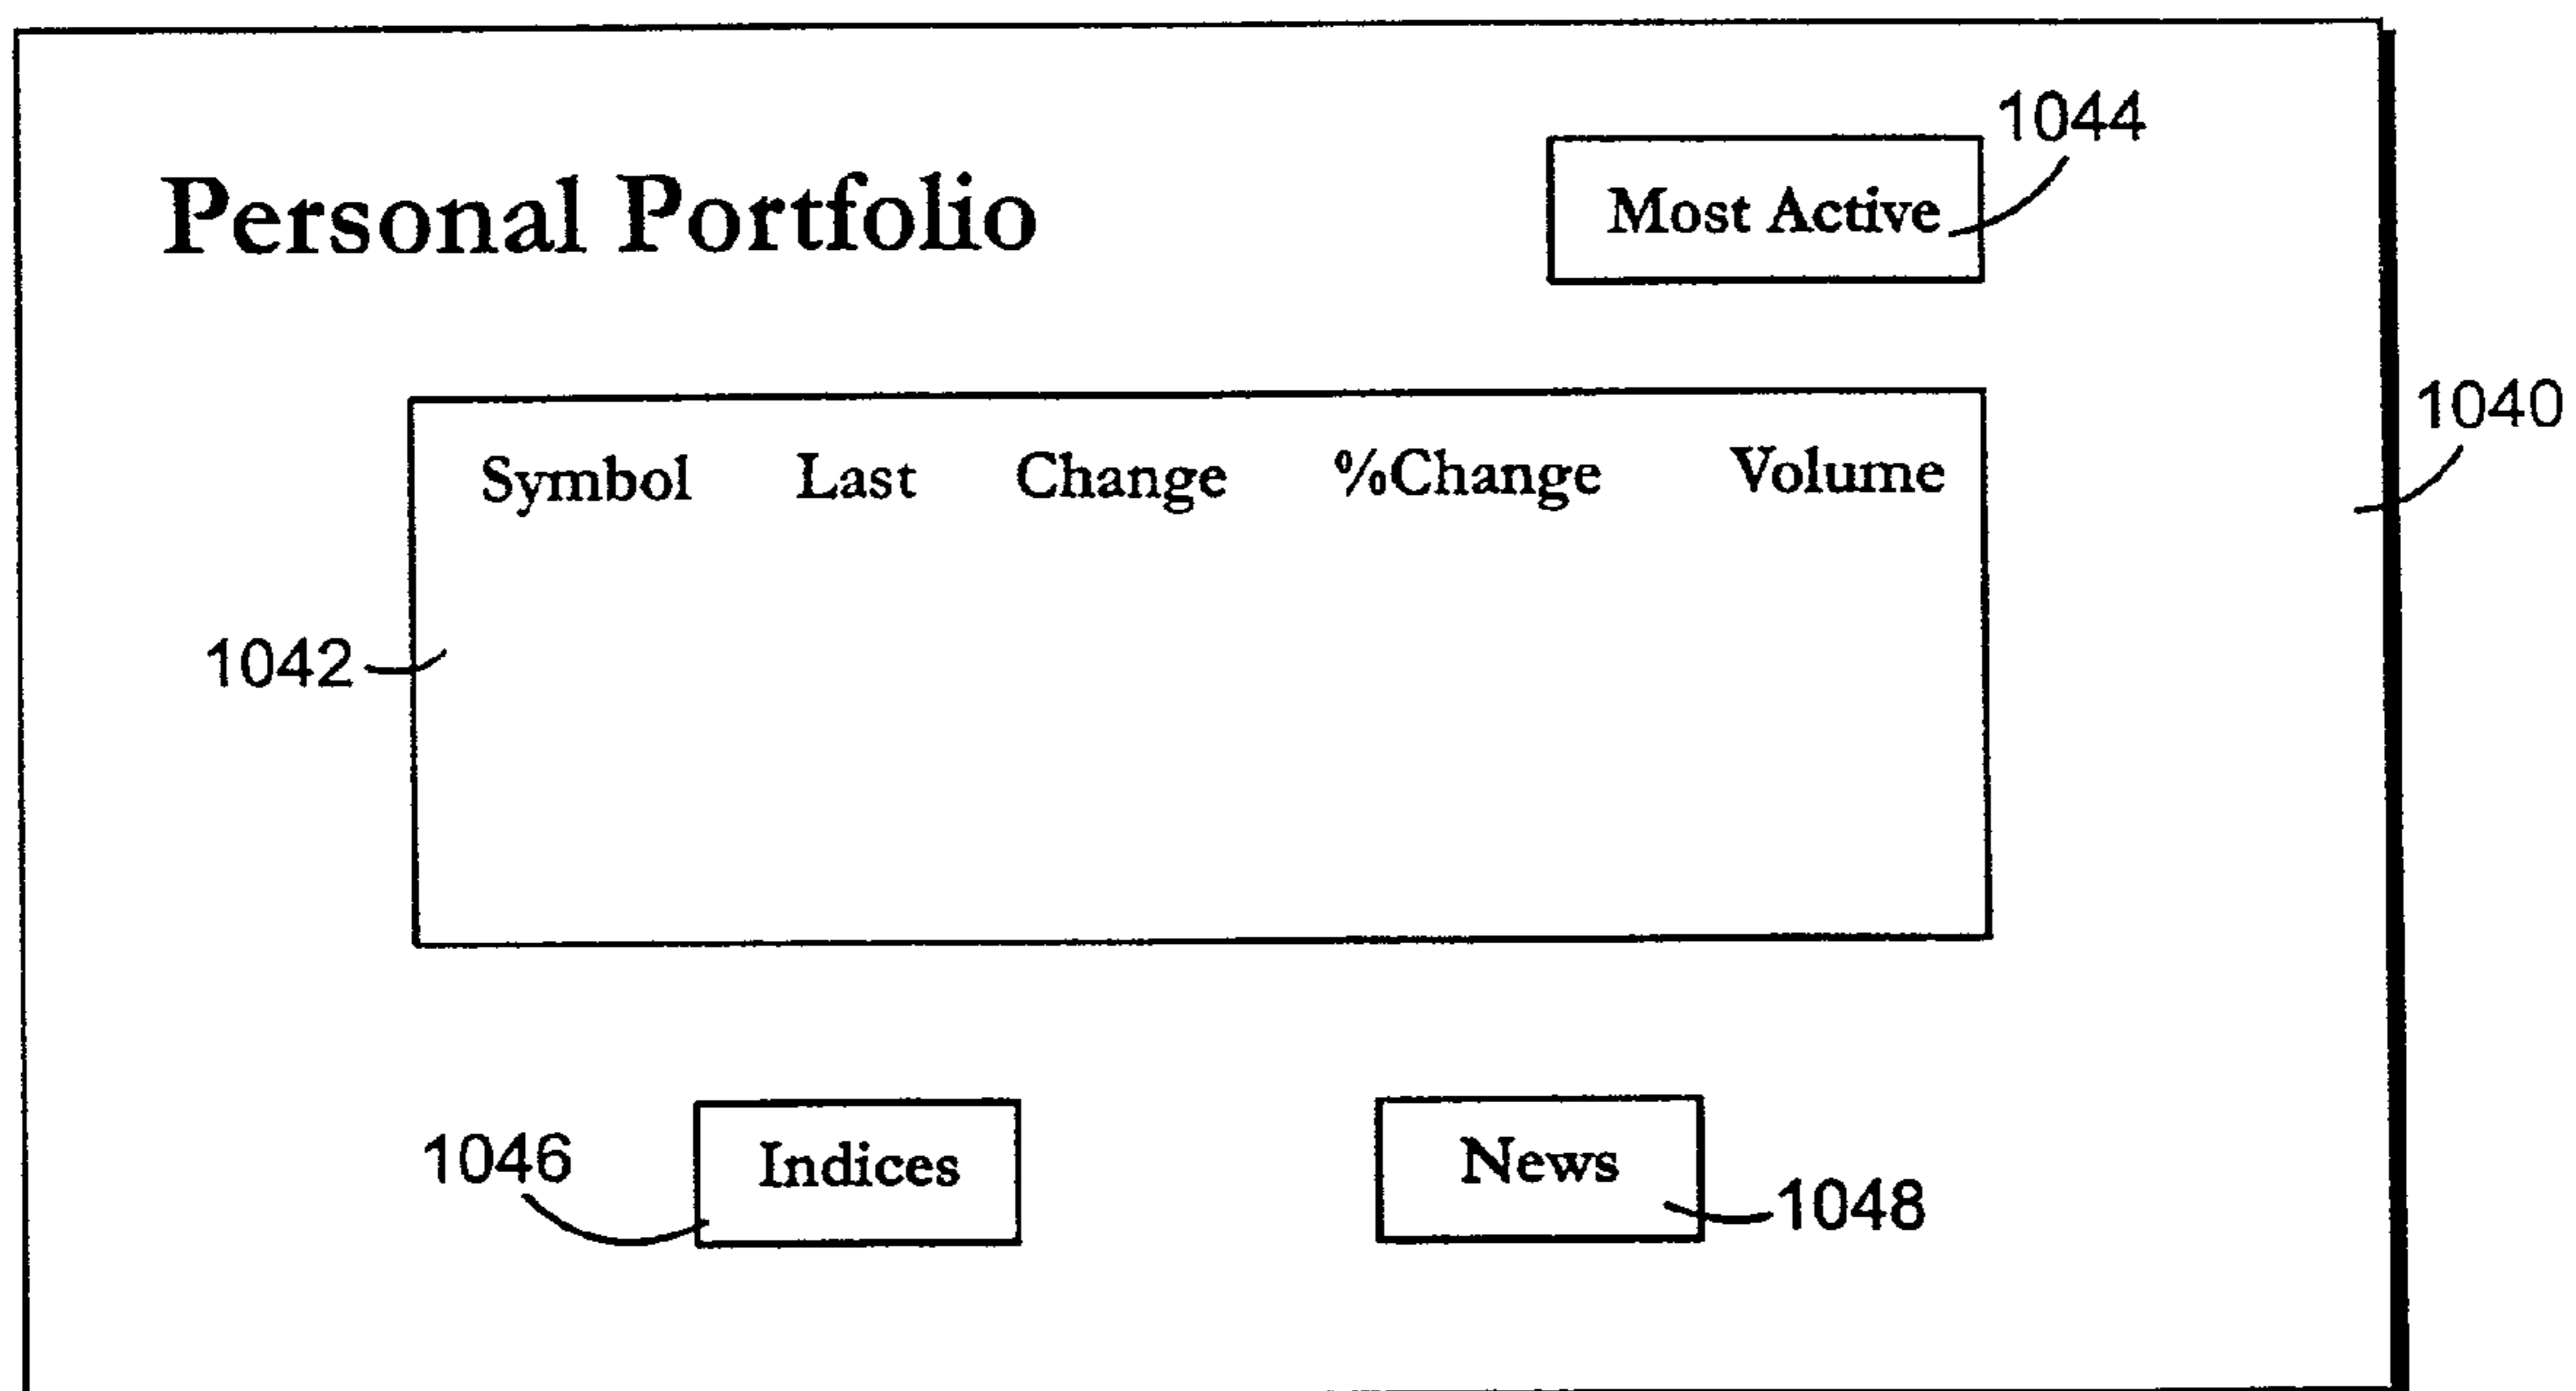 1044
Personal Portfolio
Most Active
1040
Symbol Last Change %Change Volume
1042
1046
Indices
News
1048